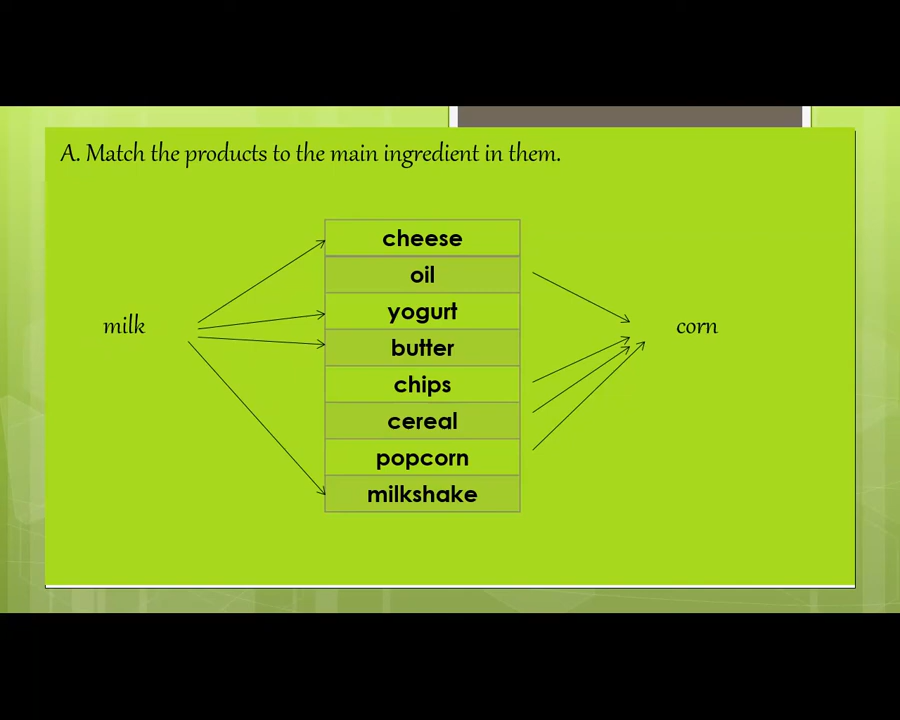 A. Match the products to the main ingredient in them.
cheese
oil
yogurt
milk
corn
butter
chips
cereal
popcorn
milkshake